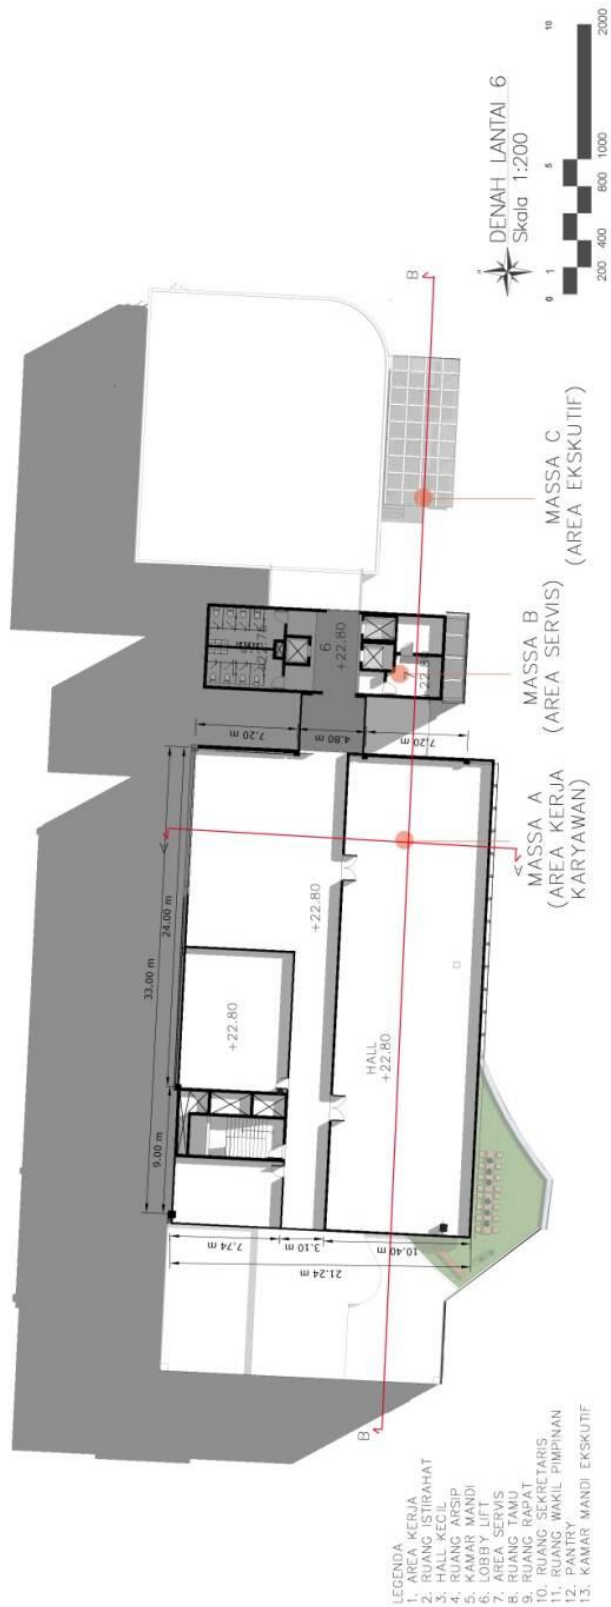 DENAH LANTAI 6
Skala 1:200
0 1 5 10
200 400 800 1000 2000
33.00 m
24.00 m
9.00 m
7.20 m
4.80 m
7.20 m
7.74 m
3.10 m
10.40 m
21.24 m
+22.80
+22.80
HALL
+22.80
6
+22.80
A
A
B
B
MASSA A
(AREA KERJA
KARYAWAN)
MASSA B
(AREA SERVIS)
MASSA C
(AREA EKSKUTIF)
LEGENDA
1. AREA KERJA
2. RUANG ISTIRAHAT
3. HALL KECIL
4. RUANG ARSIP
5. KAMAR MANDI
6. LOBBY LIFT
7. AREA SERVIS
8. RUANG TAMU
9. RUANG RAPAT
10. RUANG SEKRETARIS
11. RUANG WAKIL PIMPINAN
12. PANTRY
13. KAMAR MANDI EKSKUTIF